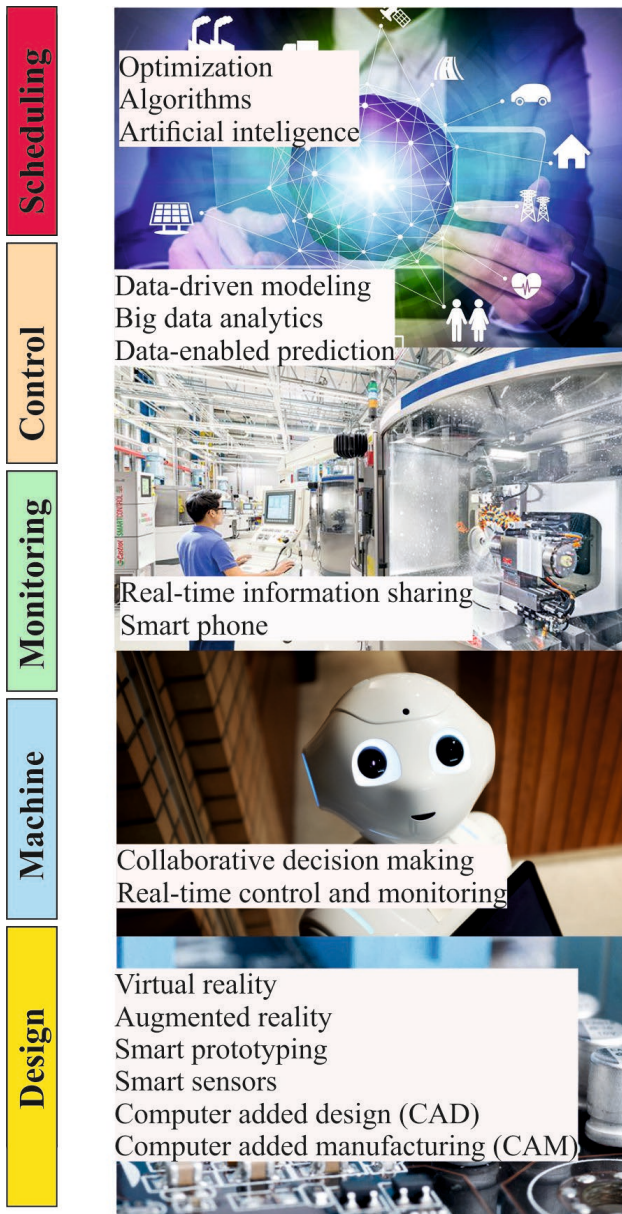 Scheduling
Optimization
Algorithms
Artificial inteligence
Control
Data-driven modeling
Big data analytics
Data-enabled prediction
Monitoring
Castrol SMARTCONTROL
Real-time information sharing
Smart phone
Machine
Collaborative decision making
Real-time control and monitoring
Design
Virtual reality
Augmented reality
Smart prototyping
Smart sensors
Computer added design (CAD)
Computer added manufacturing (CAM)